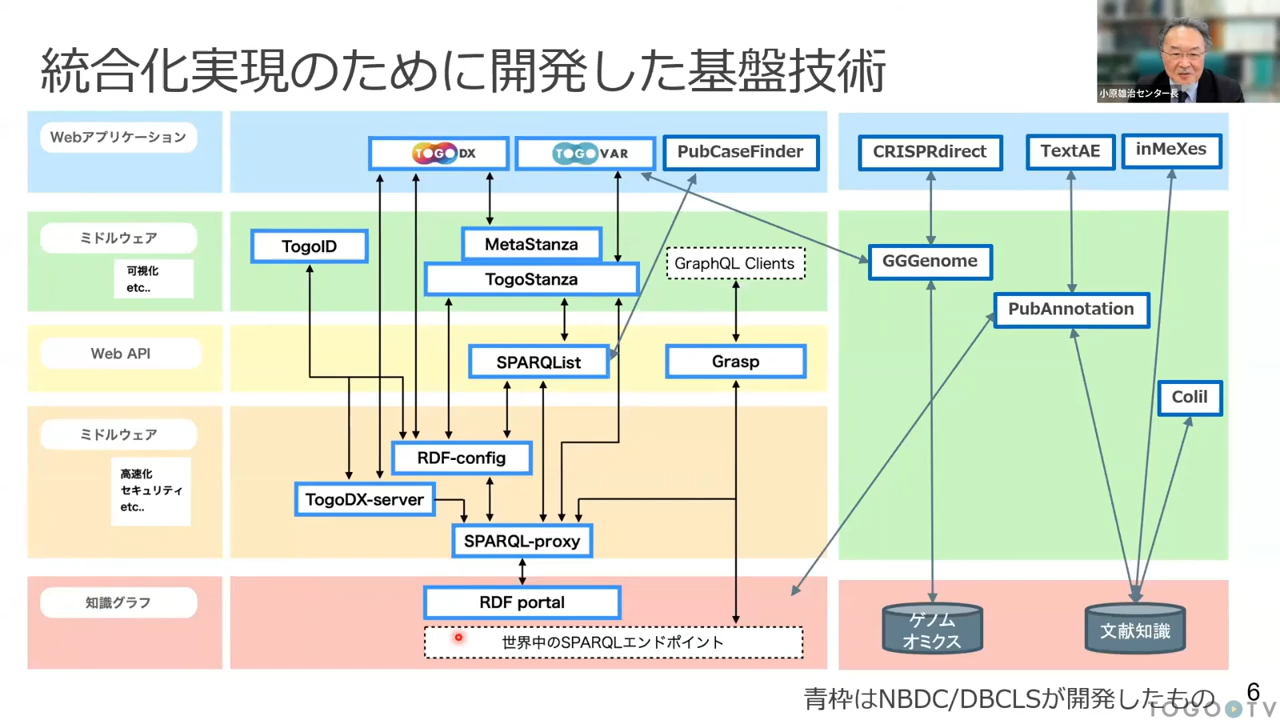 統合化実現のために開発した基盤技術
小原雄治センター長
Webアプリケーション
TOGO DX
TOGO VAR
PubCaseFinder
CRISPRdirect
TextAE
inMeXes
ミドルウェア
可視化
etc..
TogoID
MetaStanza
TogoStanza
GraphQL Clients
GGGenome
PubAnnotation
Web API
SPARQList
Grasp
Colil
ミドルウェア
高速化
セキュリティ
etc..
RDF-config
TogoDX-server
SPARQL-proxy
知識グラフ
RDF portal
世界中のSPARQLエンドポイント
ゲノム
オミクス
文献知識
青枠はNBDC/DBCLSが開発したもの
6
TOGO TV